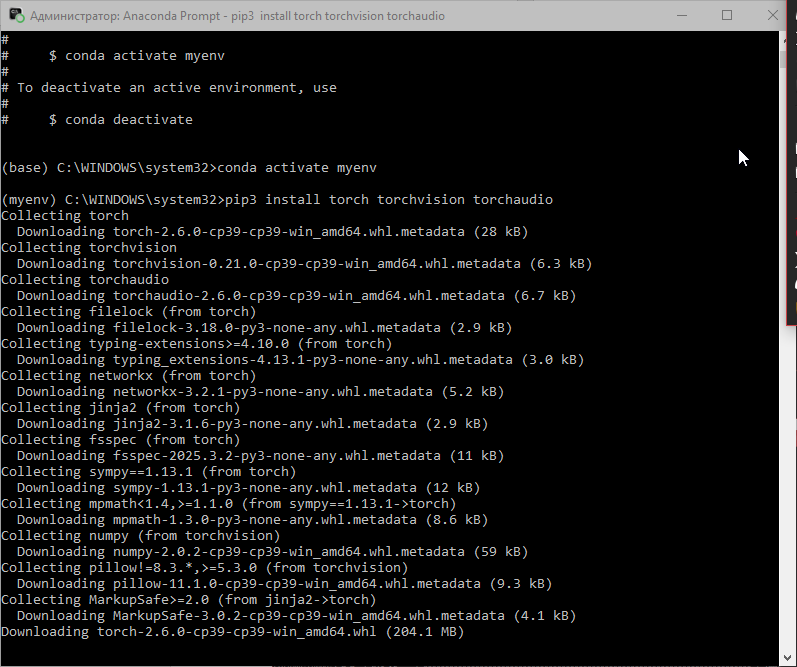 Администратор: Anaconda Prompt - pip3  install torch torchvision torchaudio
#
#     $ conda activate myenv
#
# To deactivate an active environment, use
#
#     $ conda deactivate
(base) C:\WINDOWS\system32>conda activate myenv
(myenv) C:\WINDOWS\system32>pip3 install torch torchvision torchaudio
Collecting torch
  Downloading torch-2.6.0-cp39-cp39-win_amd64.whl.metadata (28 kB)
Collecting torchvision
  Downloading torchvision-0.21.0-cp39-cp39-win_amd64.whl.metadata (6.3 kB)
Collecting torchaudio
  Downloading torchaudio-2.6.0-cp39-cp39-win_amd64.whl.metadata (6.7 kB)
Collecting filelock (from torch)
  Downloading filelock-3.18.0-py3-none-any.whl.metadata (2.9 kB)
Collecting typing-extensions>=4.10.0 (from torch)
  Downloading typing_extensions-4.13.1-py3-none-any.whl.metadata (3.0 kB)
Collecting networkx (from torch)
  Downloading networkx-3.2.1-py3-none-any.whl.metadata (5.2 kB)
Collecting jinja2 (from torch)
  Downloading jinja2-3.1.6-py3-none-any.whl.metadata (2.9 kB)
Collecting fsspec (from torch)
  Downloading fsspec-2025.3.2-py3-none-any.whl.metadata (11 kB)
Collecting sympy==1.13.1 (from torch)
  Downloading sympy-1.13.1-py3-none-any.whl.metadata (12 kB)
Collecting mpmath<1.4,>=1.1.0 (from sympy==1.13.1->torch)
  Downloading mpmath-1.3.0-py3-none-any.whl.metadata (8.6 kB)
Collecting numpy (from torchvision)
  Downloading numpy-2.0.2-cp39-cp39-win_amd64.whl.metadata (59 kB)
Collecting pillow!=8.3.*,>=5.3.0 (from torchvision)
  Downloading pillow-11.1.0-cp39-cp39-win_amd64.whl.metadata (9.3 kB)
Collecting MarkupSafe>=2.0 (from jinja2->torch)
  Downloading MarkupSafe-3.0.2-cp39-cp39-win_amd64.whl.metadata (4.1 kB)
Downloading torch-2.6.0-cp39-cp39-win_amd64.whl (204.1 MB)